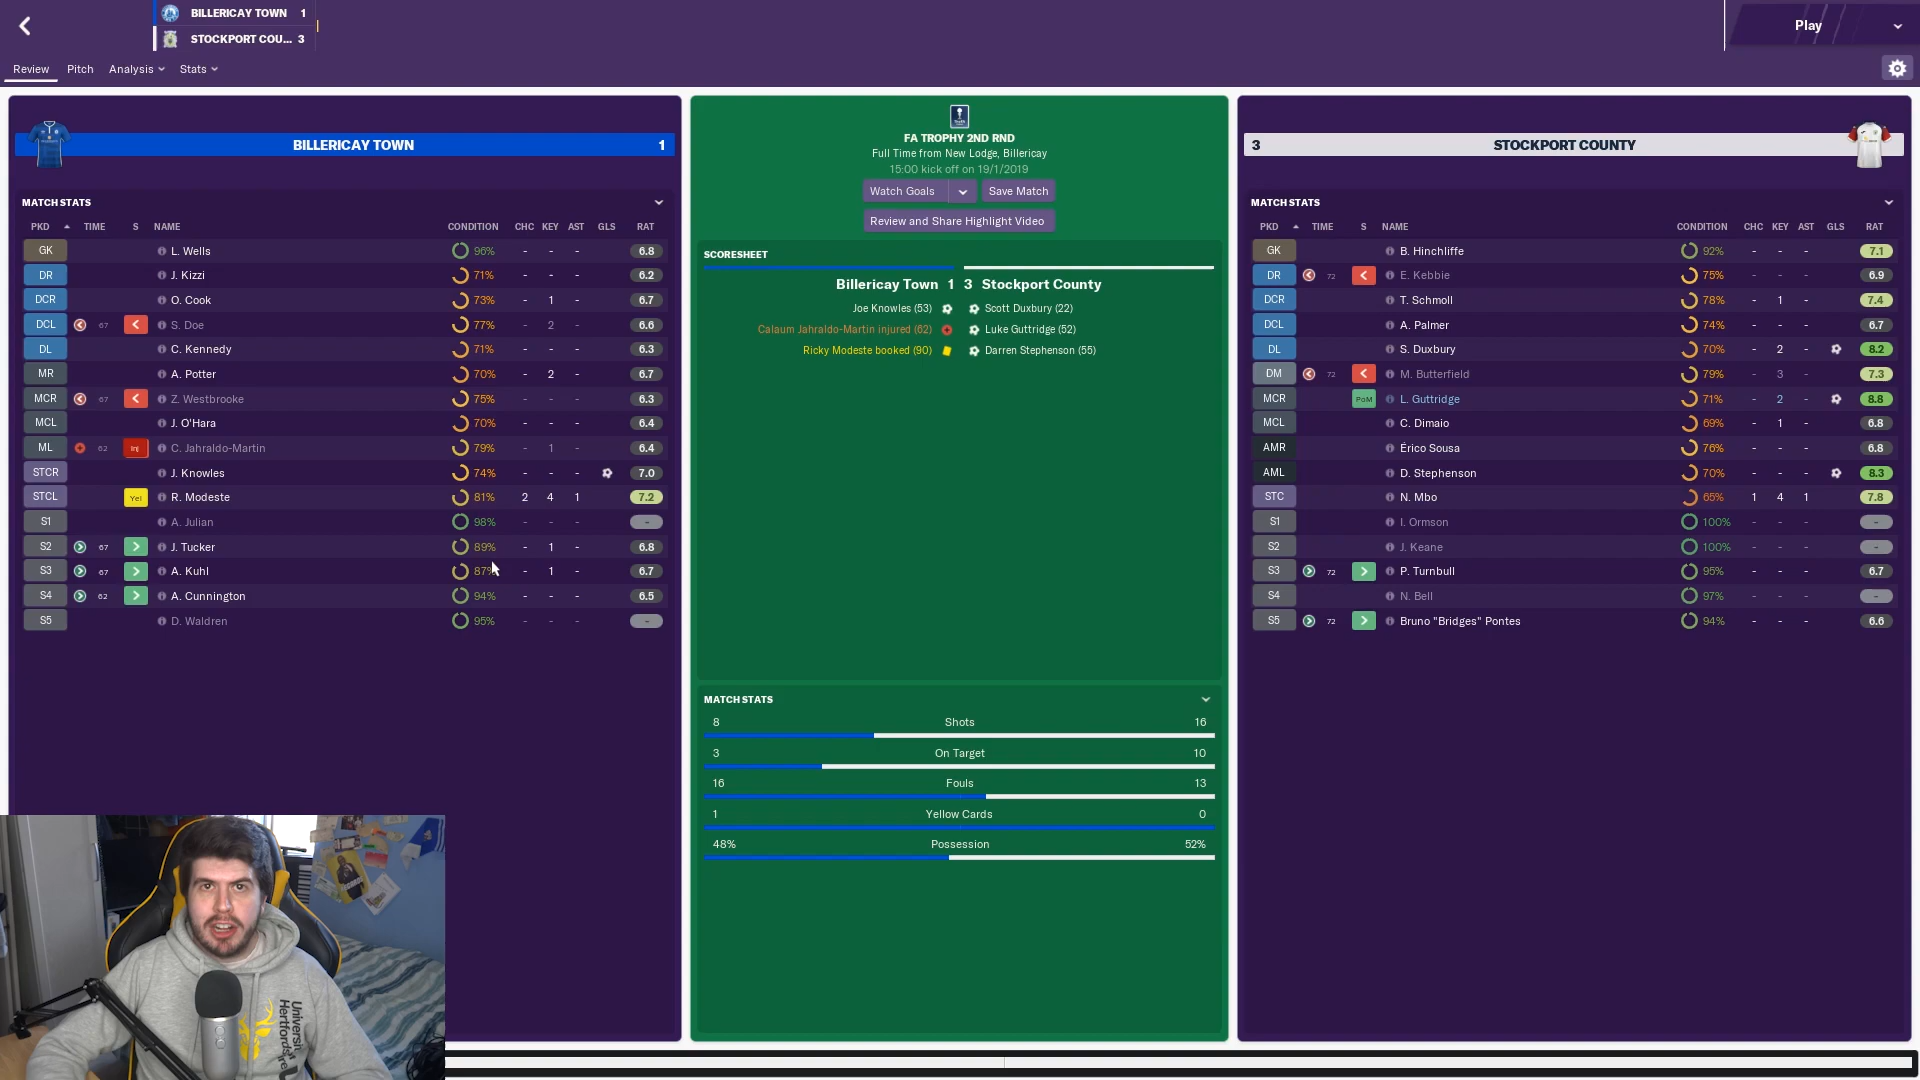 BILLERICAY TOWN 1
STOCKPORT COU... 3
Play
Review Pitch Analysis Stats
BILLERICAY TOWN 1
MATCH STATS
PKD TIME S NAME CONDITION CHC KEY AST GLS RAT
GK L. Wells 96% - - - 6.8
DR J. Kizzi 71% - - - 6.2
DCR O. Cook 73% - 1 - 6.7
DCL 67 S. Doe 77% - 2 - 6.6
DL C. Kennedy 71% - - - 6.3
MR A. Potter 70% - 2 - 6.7
MCR 67 Z. Westbrooke 75% - - - 6.3
MCL J. O'Hara 70% - - - 6.4
ML 62 Inj C. Jahraldo-Martin 79% - 1 - 6.4
STCR J. Knowles 74% - - - 7.0
STCL Yel R. Modeste 81% 2 4 1 7.2
S1 A. Julian 98% - - - -
S2 67 J. Tucker 89% - 1 - 6.8
S3 67 A. Kuhl 87% - 1 - 6.7
S4 62 A. Cunnington 94% - - - 6.5
S5 D. Waldren 95% - - - -
FA TROPHY 2ND RND
Full Time from New Lodge, Billericay
15:00 kick off on 19/1/2019
Watch Goals Save Match
Review and Share Highlight Video
SCORESHEET
Billericay Town 1 3 Stockport County
Joe Knowles (53) Scott Duxbury (22)
Calaum Jahraldo-Martin injured (62) Luke Guttridge (52)
Ricky Modeste booked (90) Darren Stephenson (55)
MATCH STATS
8 Shots 16
3 On Target 10
16 Fouls 13
1 Yellow Cards 0
48% Possession 52%
3 STOCKPORT COUNTY
MATCH STATS
PKD TIME S NAME CONDITION CHC KEY AST GLS RAT
GK B. Hinchliffe 92% - - - 7.1
DR 72 E. Kebbie 75% - - - 6.9
DCR T. Schmoll 78% - 1 - 7.4
DCL A. Palmer 74% - - - 6.7
DL S. Duxbury 70% - 2 - 8.2
DM 72 M. Butterfield 79% - 3 - 7.3
MCR PoM L. Guttridge 71% - 2 - 8.8
MCL C. Dimaio 69% - 1 - 6.8
AMR Érico Sousa 76% - - - 6.8
AML D. Stephenson 70% - - - 8.3
STC N. Mbo 65% 1 4 1 7.8
S1 I. Ormson 100% - - - -
S2 J. Keane 100% - - - -
S3 72 P. Turnbull 95% - - - 6.7
S4 N. Bell 97% - - - -
S5 72 Bruno "Bridges" Pontes 94% - - - 6.6